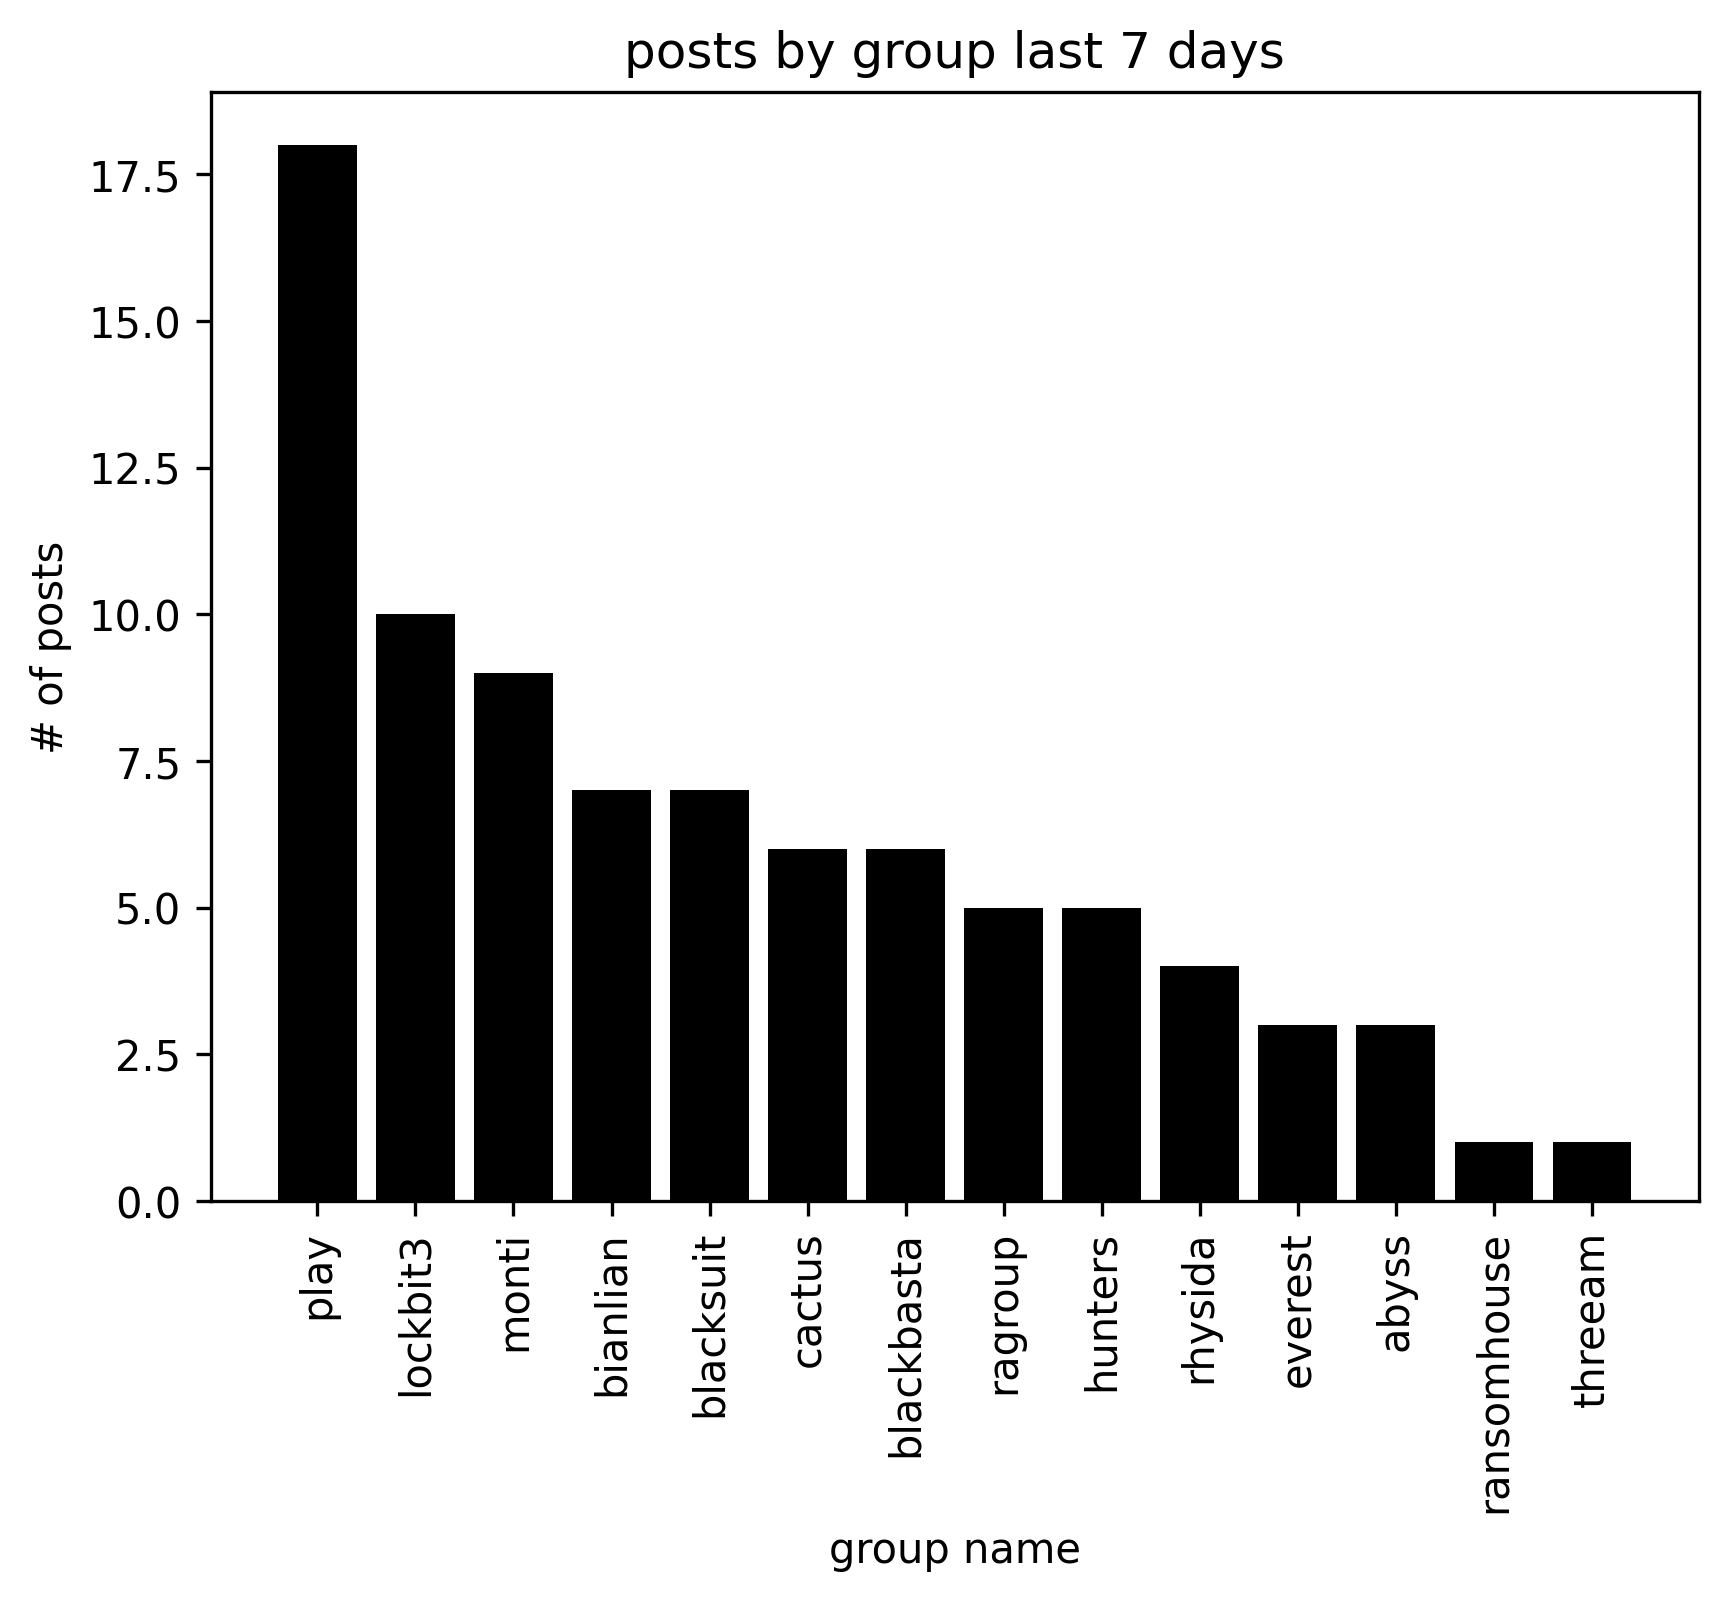 posts by group last 7 days
# of posts
17.5
15.0
12.5
10.0
7.5
5.0
2.5
0.0
play
lockbit3
monti
bianlian
blacksuit
cactus
blackbasta
ragroup
hunters
rhysida
everest
abyss
ransomhouse
threeam
group name